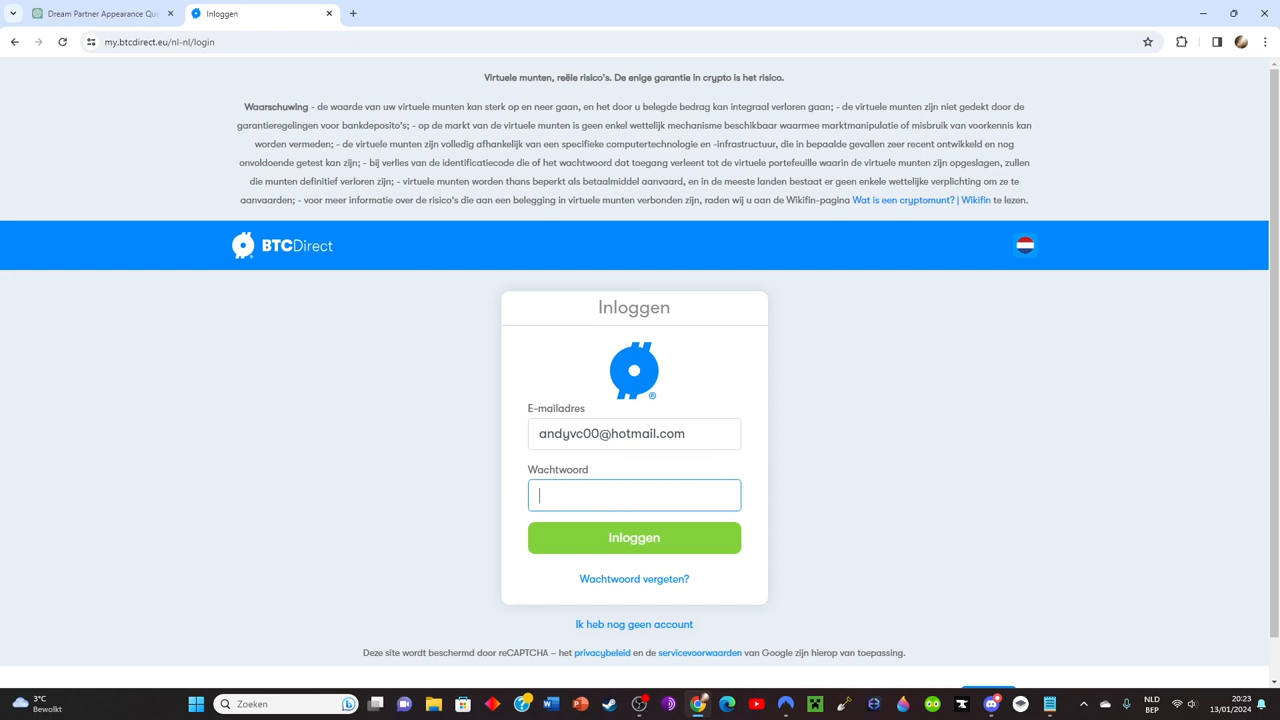 Dream Partner Appearance Que
Inloggen
my.btcdirect.eu/nl-nl/login
Virtuele munten, reële risico's. De enige garantie in crypto is het risico.
Waarschuwing - de waarde van uw virtuele munten kan sterk op en neer gaan, en het door u belegde bedrag kan integraal verloren gaan; - de virtuele munten zijn niet gedekt door de
garantieregelingen voor bankdeposito's; - op de markt van de virtuele munten is geen enkel wettelijk mechanisme beschikbaar waarmee marktmanipulatie of misbruik van voorkennis kan
worden vermeden; - de virtuele munten zijn volledig afhankelijk van een specifieke computertechnologie en -infrastructuur, die in bepaalde gevallen zeer recent ontwikkeld en nog
onvoldoende getest kan zijn; - bij verlies van de identificatiecode die of het wachtwoord dat toegang verleent tot de virtuele portefeuille waarin de virtuele munten zijn opgeslagen, zullen
die munten definitief verloren zijn; - virtuele munten worden thans beperkt als betaalmiddel aanvaard, en in de meeste landen bestaat er geen enkele wettelijke verplichting om ze te
aanvaarden; - voor meer informatie over de risico's die aan een belegging in virtuele munten verbonden zijn, raden wij u aan de Wikifin-pagina Wat is een cryptomunt? | Wikifin te lezen.
BTCDirect
Inloggen
E-mailadres
andyvc00@hotmail.com
Wachtwoord
Inloggen
Wachtwoord vergeten?
Ik heb nog geen account
Deze site wordt beschermd door reCAPTCHA – het privacybeleid en de servicevoorwaarden van Google zijn hierop van toepassing.
3°C
Bewolkt
Zoeken
NLD
BEP
20:23
13/01/2024